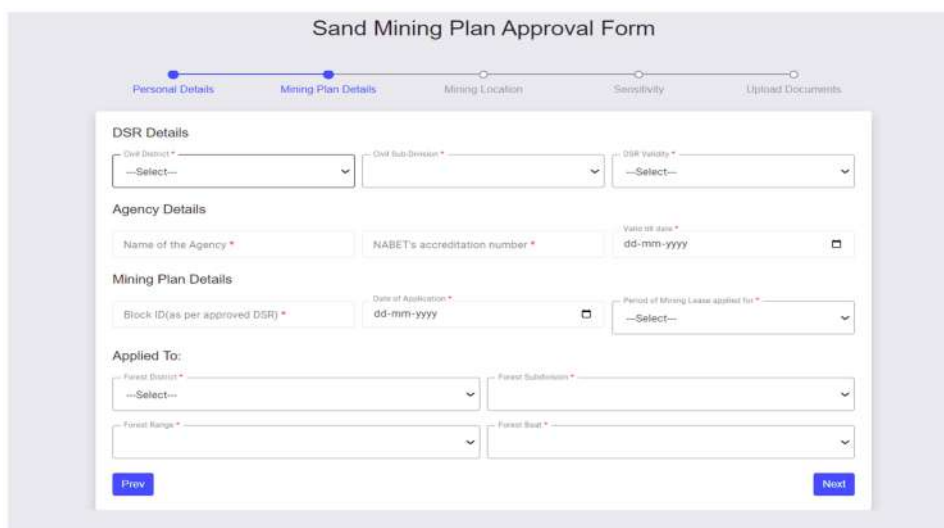 Sand Mining Plan Approval Form
Personal Details Mining Plan Details Mining Location Sensitivity Upload Documents
DSR Details
Civil District * Civil Sub-Division * DSR Validity *
---Select--- ---Select---
Agency Details
Name of the Agency * NABET's accreditation number * Valid till date *
dd-mm-yyyy
Mining Plan Details
Block ID(as per approved DSR) * Date of Application * Period of Mining Lease applied for *
dd-mm-yyyy ---Select---
Applied To:
Forest District * Forest Subdivision *
---Select---
Forest Range * Forest Beat *
Prev Next